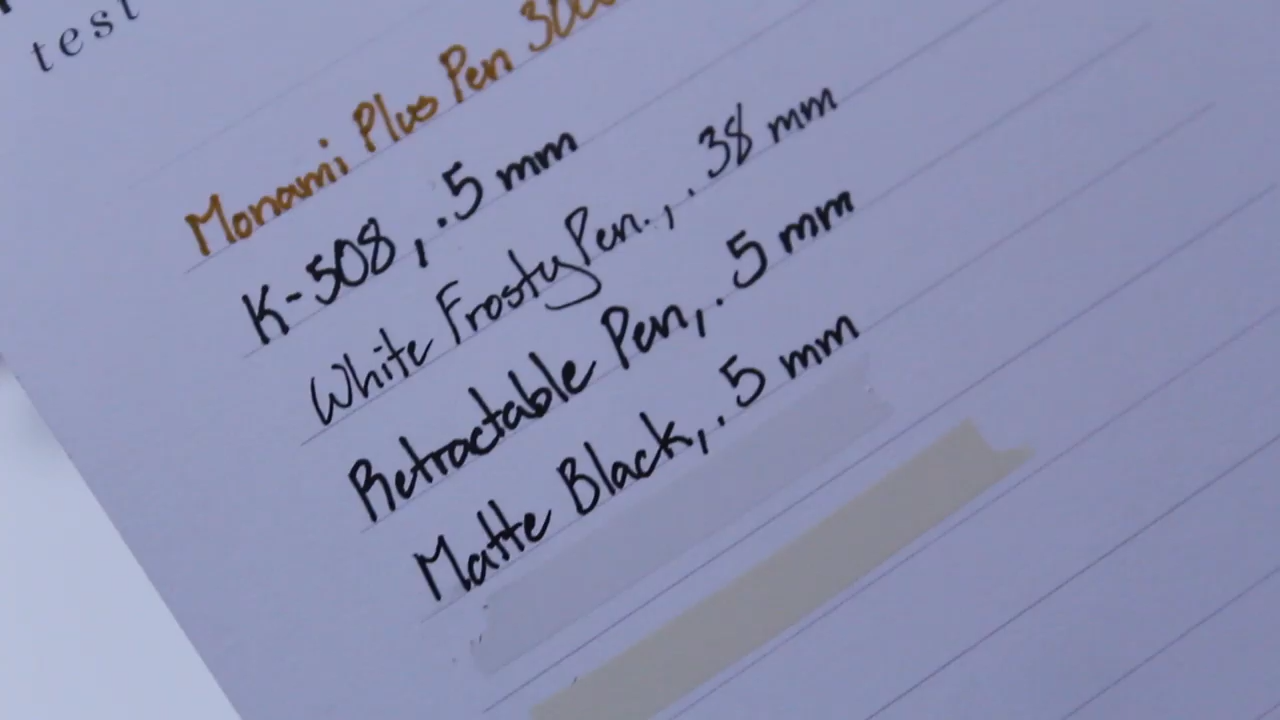 test
Monami Plus Pen 300
K-508, .5 mm
White Frosty Pen., .38 mm
Retractable Pen, .5 mm
Matte Black, .5 mm